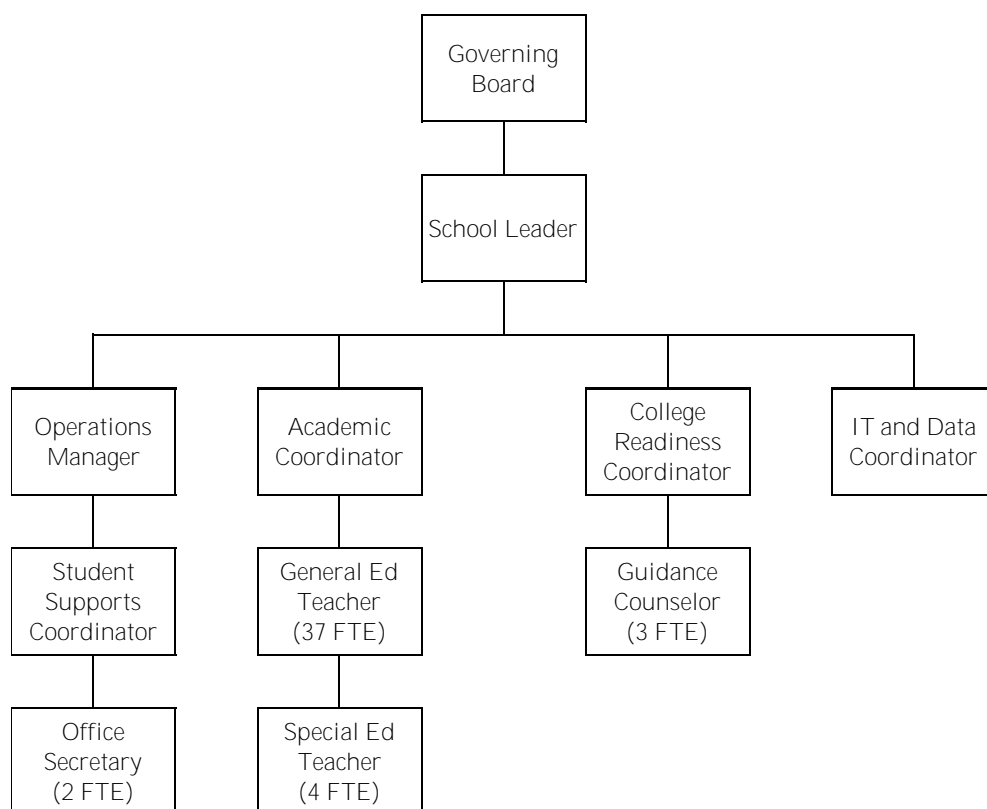 Governing
Board
School Leader
Operations
Manager
Academic
Coordinator
College
Readiness
Coordinator
IT and Data
Coordinator
Student
Supports
Coordinator
General Ed
Teacher
(37 FTE)
Guidance
Counselor
(3 FTE)
Office
Secretary
(2 FTE)
Special Ed
Teacher
(4 FTE)